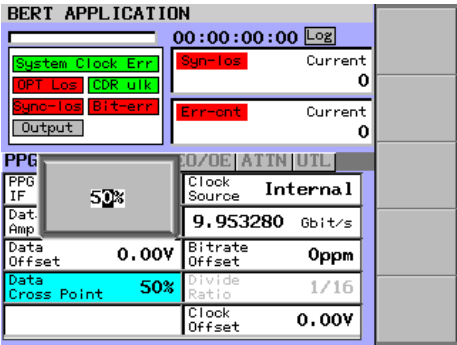 BERT APPLICATION
00:00:00:00 Log
System Clock Err
OPT Los CDR ulk
Sync-los Bit-err
Output
Syn-los Current
0
Err-cnt Current
0
PPG EO/OE ATTN UTL
PPG
IF
50%
Clock
Source Internal
Dat
Amp
9.953280 Gbit/s
Data
Offset 0.00V
Bitrate
Offset 0ppm
Data
Cross Point 50%
Divide
Ratio 1/16
Clock
Offset 0.00V